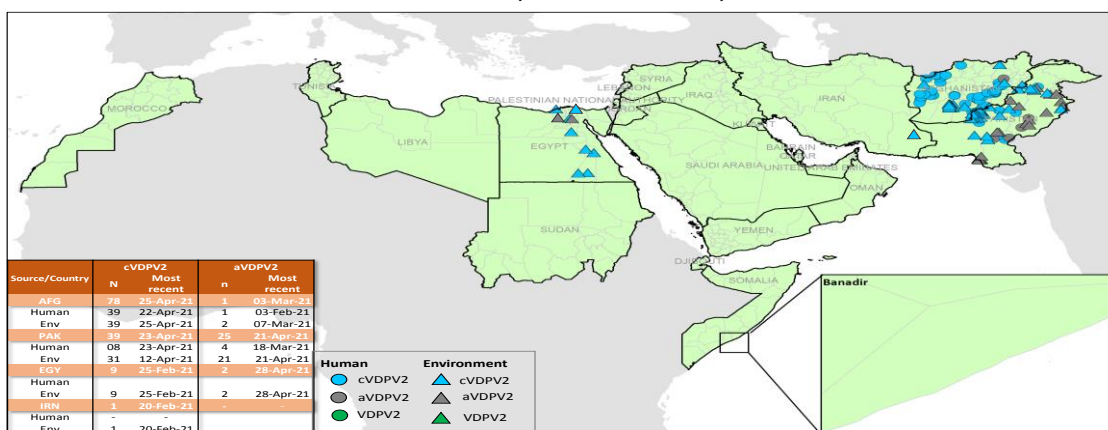 MOROCCO
TUNISIA
LIBYA
EGYPT
SUDAN
PALESTINIAN NATIONAL AUTHORITY
LEBANON
SYRIA
IRAQ
IRAN
KUWAIT
BAHRAIN
QATAR
SAUDI ARABIA
UNITED ARAB EMIRATES
OMAN
YEMEN
DJIBOUTI
SOMALIA
Banadir
Source/Country cVDPV2 aVDPV2
N Most recent n Most recent
AFG 78 25-Apr-21 1 03-Mar-21
Human 39 22-Apr-21 1 03-Feb-21
Env 39 25-Apr-21 2 07-Mar-21
PAK 39 23-Apr-21 25 21-Apr-21
Human 08 23-Apr-21 4 18-Mar-21
Env 31 12-Apr-21 21 21-Apr-21
EGY 9 25-Feb-21 2 28-Apr-21
Human
Env 9 25-Feb-21 2 28-Apr-21
IRN 1 20-Feb-21 - -
Human - -
Env 1 20-Feb-21
Human Environment
cVDPV2 cVDPV2
aVDPV2 aVDPV2
VDPV2 VDPV2